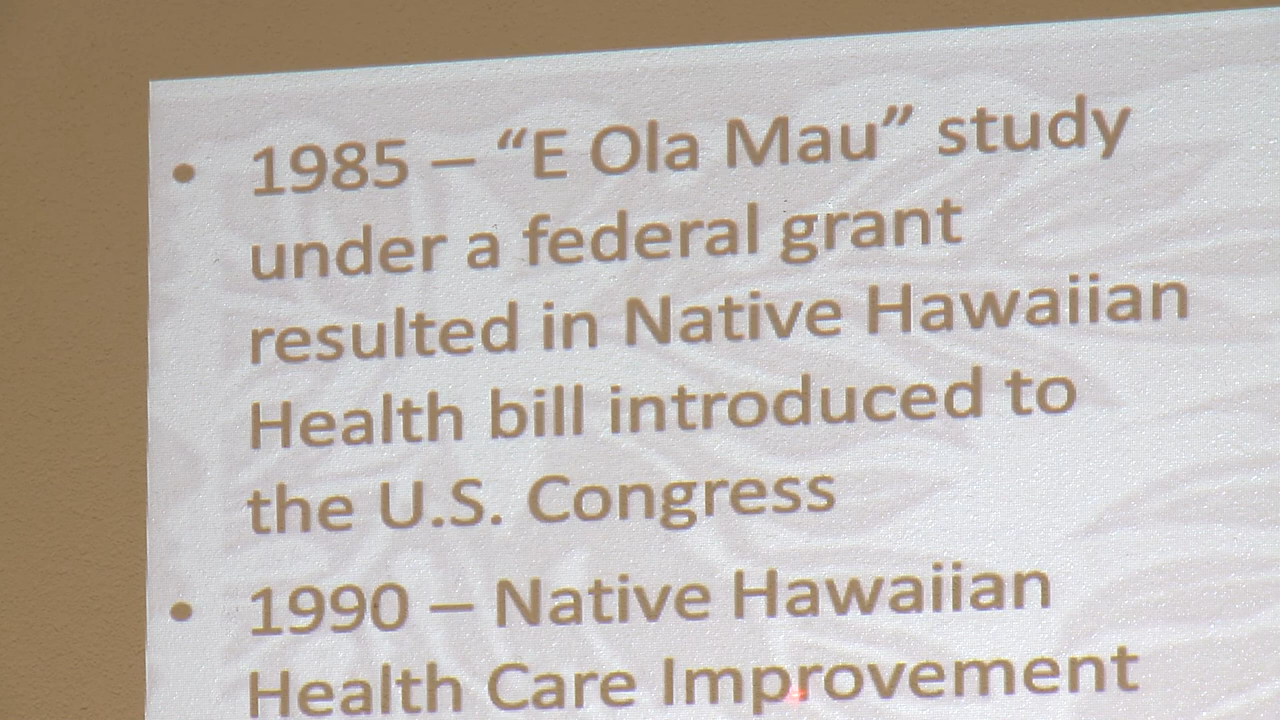 • 1985 – “E Ola Mau” study
under a federal grant
resulted in Native Hawaiian
Health bill introduced to
the U.S. Congress
• 1990 – Native Hawaiian
Health Care Improvement